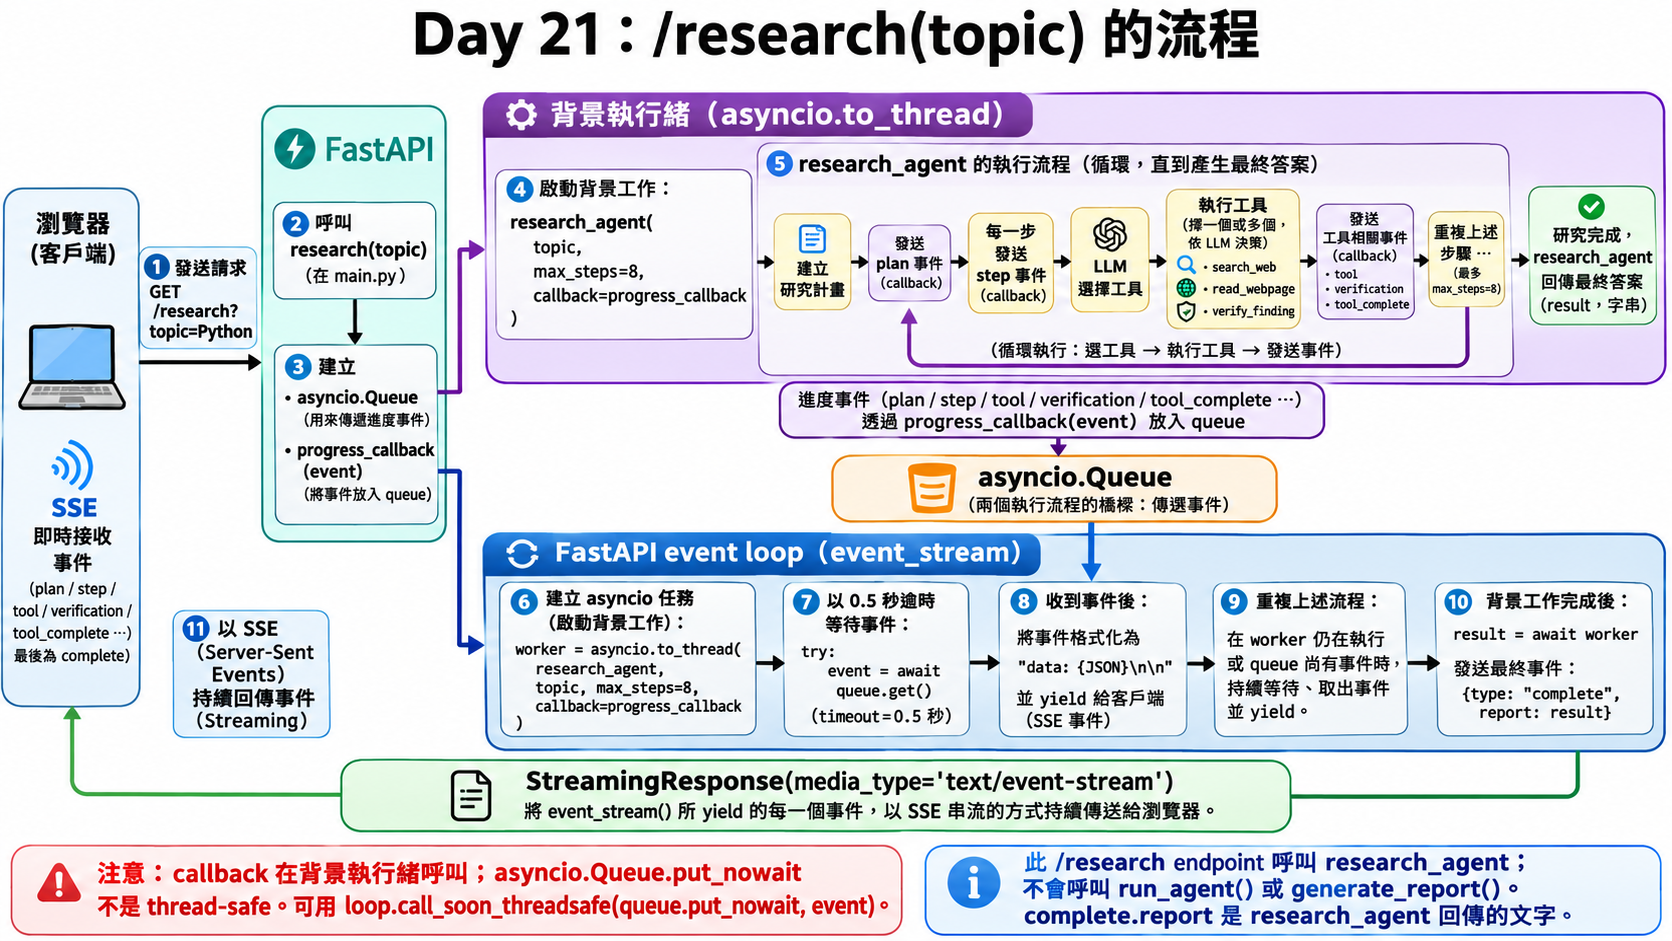 Day 21：/research(topic) 的流程
瀏覽器
(客戶端)
SSE
即時接收
事件
(plan / step /
tool / verification /
tool_complete ⋯)
最後為 complete)
1 發送請求
GET
/research?
topic=Python
FastAPI
2 呼叫
research(topic)
（在 main.py）
3 建立
• asyncio.Queue
（用來傳遞進度事件）
• progress_callback
(event)
（將事件放入 queue）
背景執行緒（asyncio.to_thread）
4 啟動背景工作：
research_agent(
topic,
max_steps=8,
callback=progress_callback
)
5 research_agent 的執行流程（循環，直到產生最終答案）
建立
研究計畫
發送
plan 事件
（callback）
每一步
發送
step 事件
（callback）
LLM
選擇工具
執行工具
（擇一個或多個，
依 LLM 決策）
• search_web
• read_webpage
• verify_finding
發送
工具相關事件
（callback）
• tool
• verification
• tool_complete
重複上述
步驟 ⋯
（最多
max_steps=8）
研究完成，
research_agent
回傳最終答案
（result，字串）
（循環執行：選工具 → 執行工具 → 發送事件）
進度事件（plan / step / tool / verification / tool_complete ⋯）
透過 progress_callback(event) 放入 queue
asyncio.Queue
（兩個執行流程的橋樑：傳選事件）
FastAPI event loop（event_stream）
6 建立 asyncio 任務
（啟動背景工作）：
worker = asyncio.to_thread(
research_agent,
topic, max_steps=8,
callback=progress_callback
)
7 以 0.5 秒逾時
等待事件：
try:
event = await
queue.get()
（timeout=0.5 秒）
8 收到事件後：
將事件格式化為
"data: {JSON}\n\n"
並 yield 給客戶端
（SSE 事件）
9 重複上述流程：
在 worker 仍在執行
或 queue 尚有事件時，
持續等待、取出事件
並 yield。
10 背景工作完成後：
result = await worker
發送最終事件：
{type: "complete",
report: result}
11 以 SSE
（Server-Sent
Events）
持續回傳事件
（Streaming）
StreamingResponse(media_type='text/event-stream')
將 event_stream() 所 yield 的每一個事件，以 SSE 串流的方式持續傳送給瀏覽器。
注意：callback 在背景執行緒呼叫；asyncio.Queue.put_nowait
不是 thread-safe。可用 loop.call_soon_threadsafe(queue.put_nowait, event)。
此 /research endpoint 呼叫 research_agent；
不會呼叫 run_agent() 或 generate_report()。
complete.report 是 research_agent 回傳的文字。